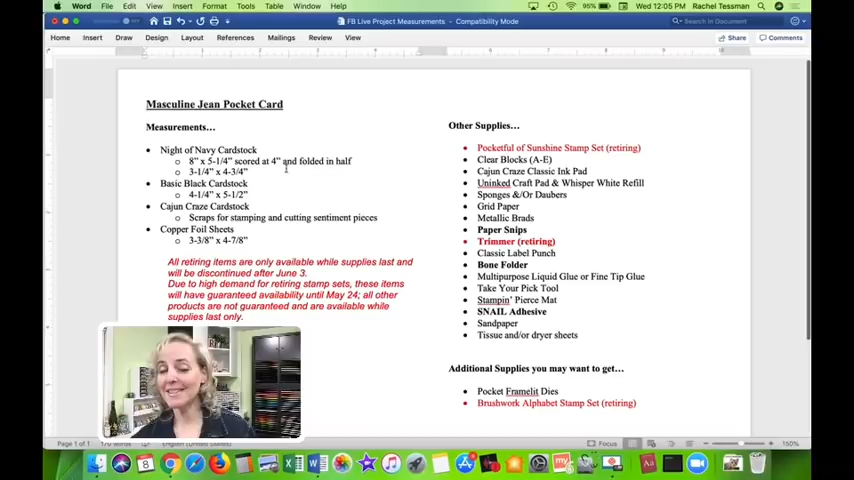 Word File Edit View Insert Format Tools Table Window Help
95% Wed 12:05 PM Rachel Tessman
FB Live Project Measurements - Compatibility Mode
Search in Document
Home Insert Draw Design Layout References Mailings Review View
Share Comments
Masculine Jean Pocket Card
Measurements…
Night of Navy Cardstock
8” x 5-1/4” scored at 4” and folded in half
3-1/4” x 4-3/4”
Basic Black Cardstock
4-1/4” x 5-1/2”
Cajun Craze Cardstock
Scraps for stamping and cutting sentiment pieces
Copper Foil Sheets
3-3/8” x 4-7/8”
All retiring items are only available while supplies last and
will be discontinued after June 3.
Due to high demand for retiring stamp sets, these items
will have guaranteed availability until May 24; all other
products are not guaranteed and are available while
supplies last only.
Other Supplies…
Pocketful of Sunshine Stamp Set (retiring)
Clear Blocks (A-E)
Cajun Craze Classic Ink Pad
Uninked Craft Pad & Whisper White Refill
Sponges &/Or Daubers
Grid Paper
Metallic Brads
Paper Snips
Trimmer (retiring)
Classic Label Punch
Bone Folder
Multipurpose Liquid Glue or Fine Tip Glue
Take Your Pick Tool
Stampin’ Pierce Mat
SNAIL Adhesive
Sandpaper
Tissue and/or dryer sheets
Additional Supplies you may want to get…
Pocket Framelit Dies
Brushwork Alphabet Stamp Set (retiring)
Page 1 of 1 170 words English (United States)
Focus
150%
8
my